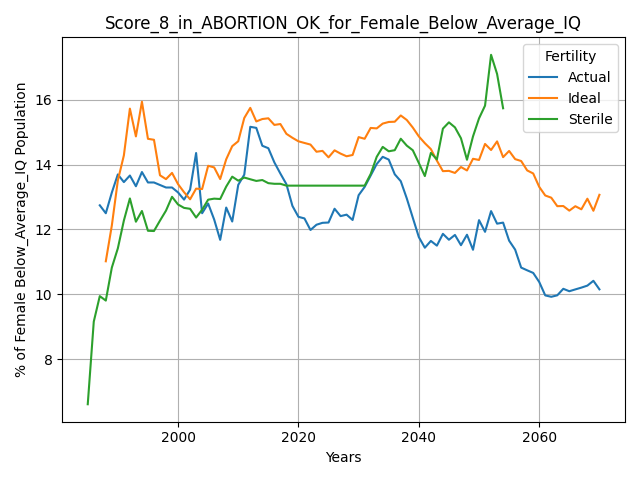 Score_8_in_ABORTION_OK_for_Female_Below_Average_IQ
% of Female Below_Average_IQ Population
16
14
12
10
8
2000
2020
2040
2060
Years
Fertility
Actual
Ideal
Sterile